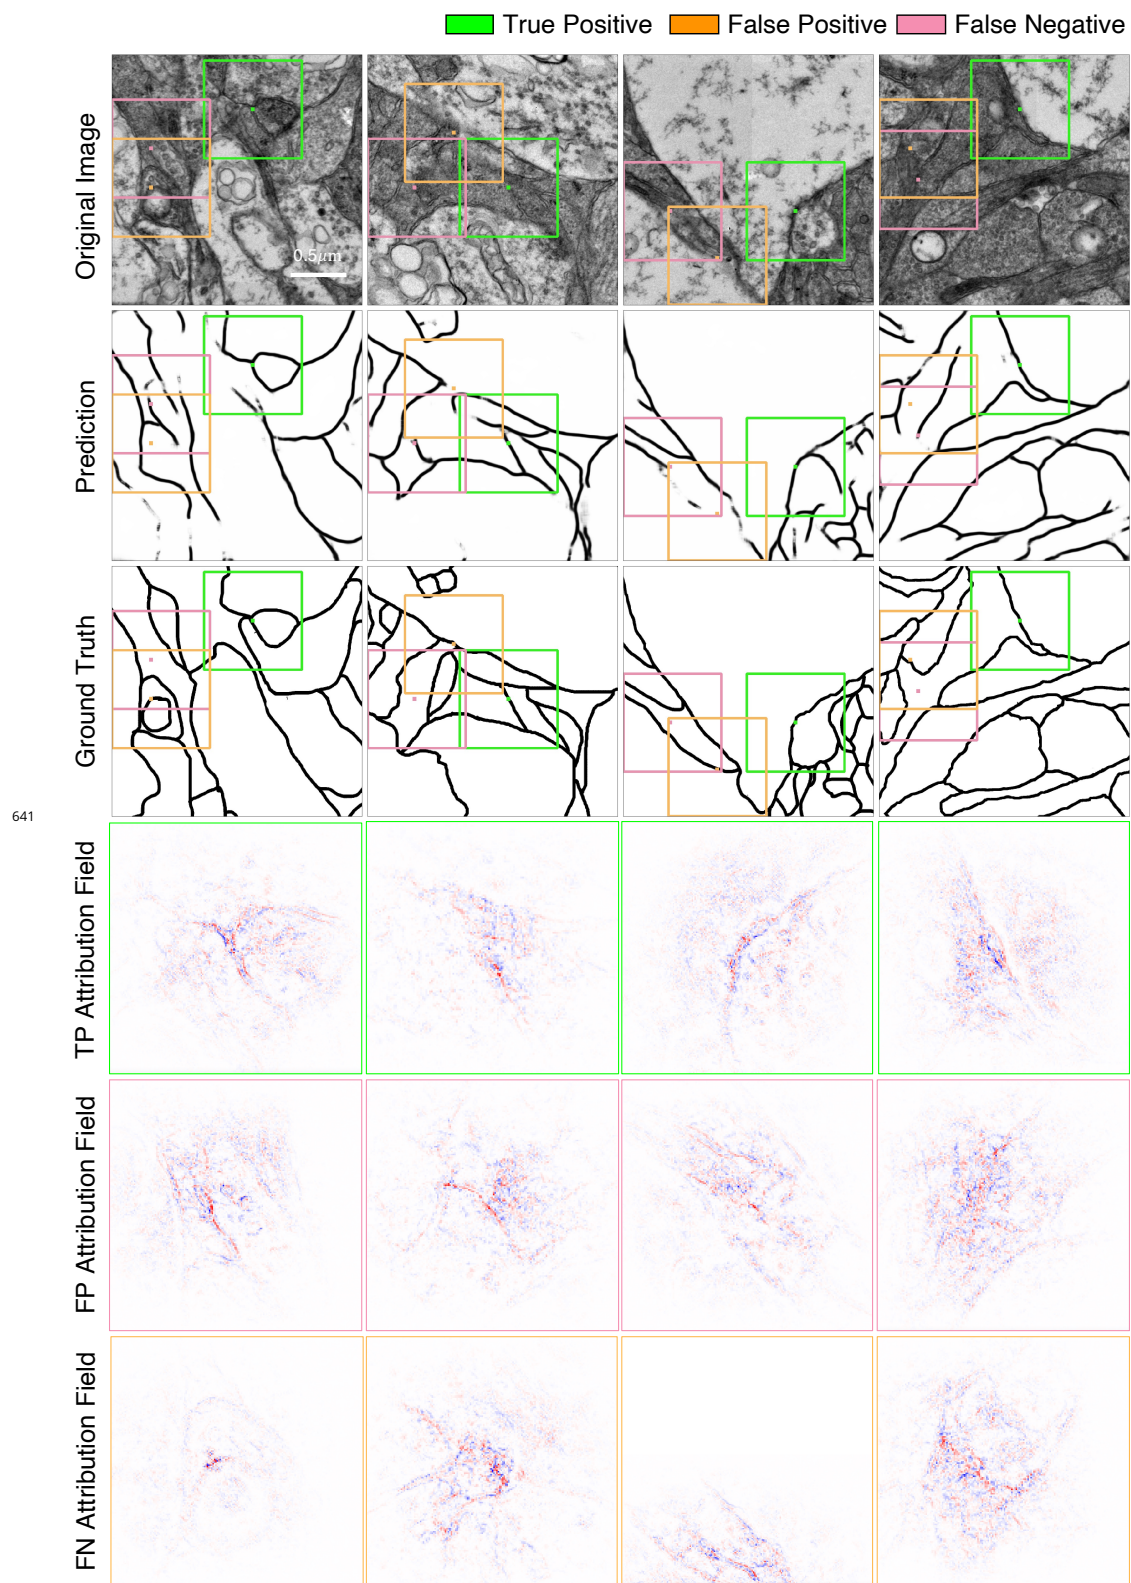 True Positive False Positive False Negative
Original Image
0.5μm
Prediction
Ground Truth
641
TP Attribution Field
FP Attribution Field
FN Attribution Field